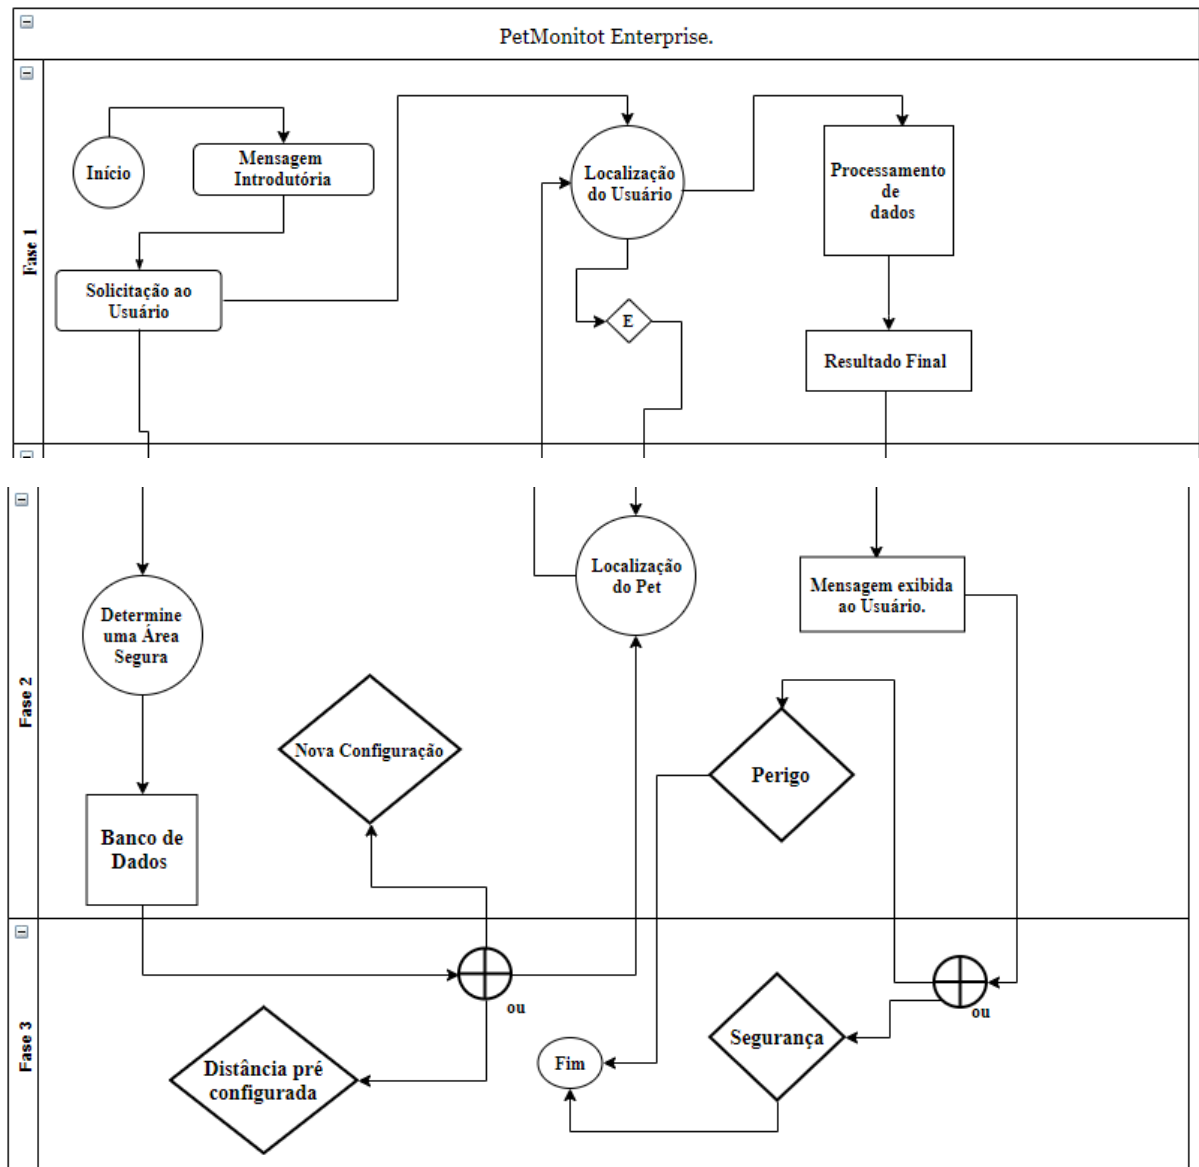 PetMonitot Enterprise.
Fase 1
Início
Mensagem
Introdutória
Solicitação ao
Usuário
Localização
do Usuário
E
Processamento
de
dados
Resultado Final
Fase 2
Determine
uma Área
Segura
Banco de
Dados
Nova Configuração
Localização
do Pet
Mensagem exibida
ao Usuário.
Perigo
Fase 3
ou
Distância pré
configurada
Fim
Segurança
ou